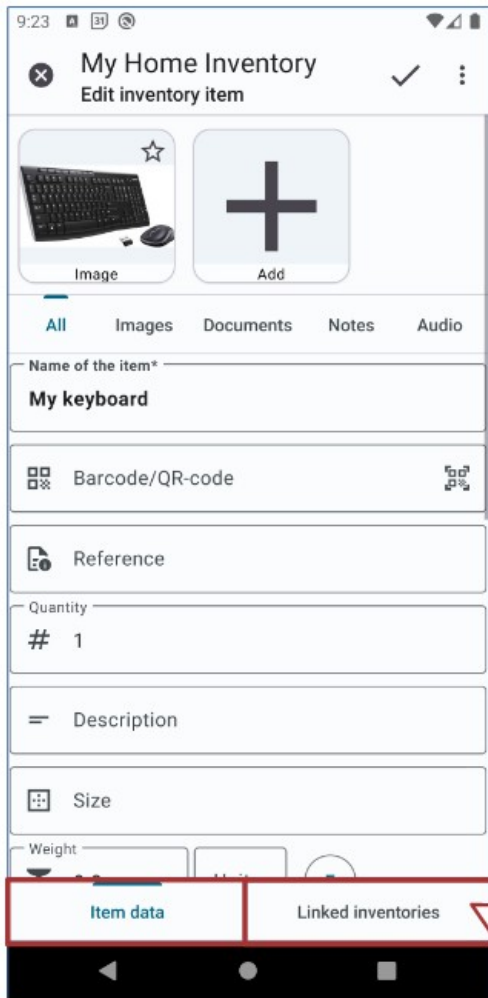 9:23 31
My Home Inventory
Edit inventory item
Image
Add
All Images Documents Notes Audio
Name of the item*
My keyboard
Barcode/QR-code
Reference
Quantity
# 1
Description
Size
Weight
Item data Linked inventories